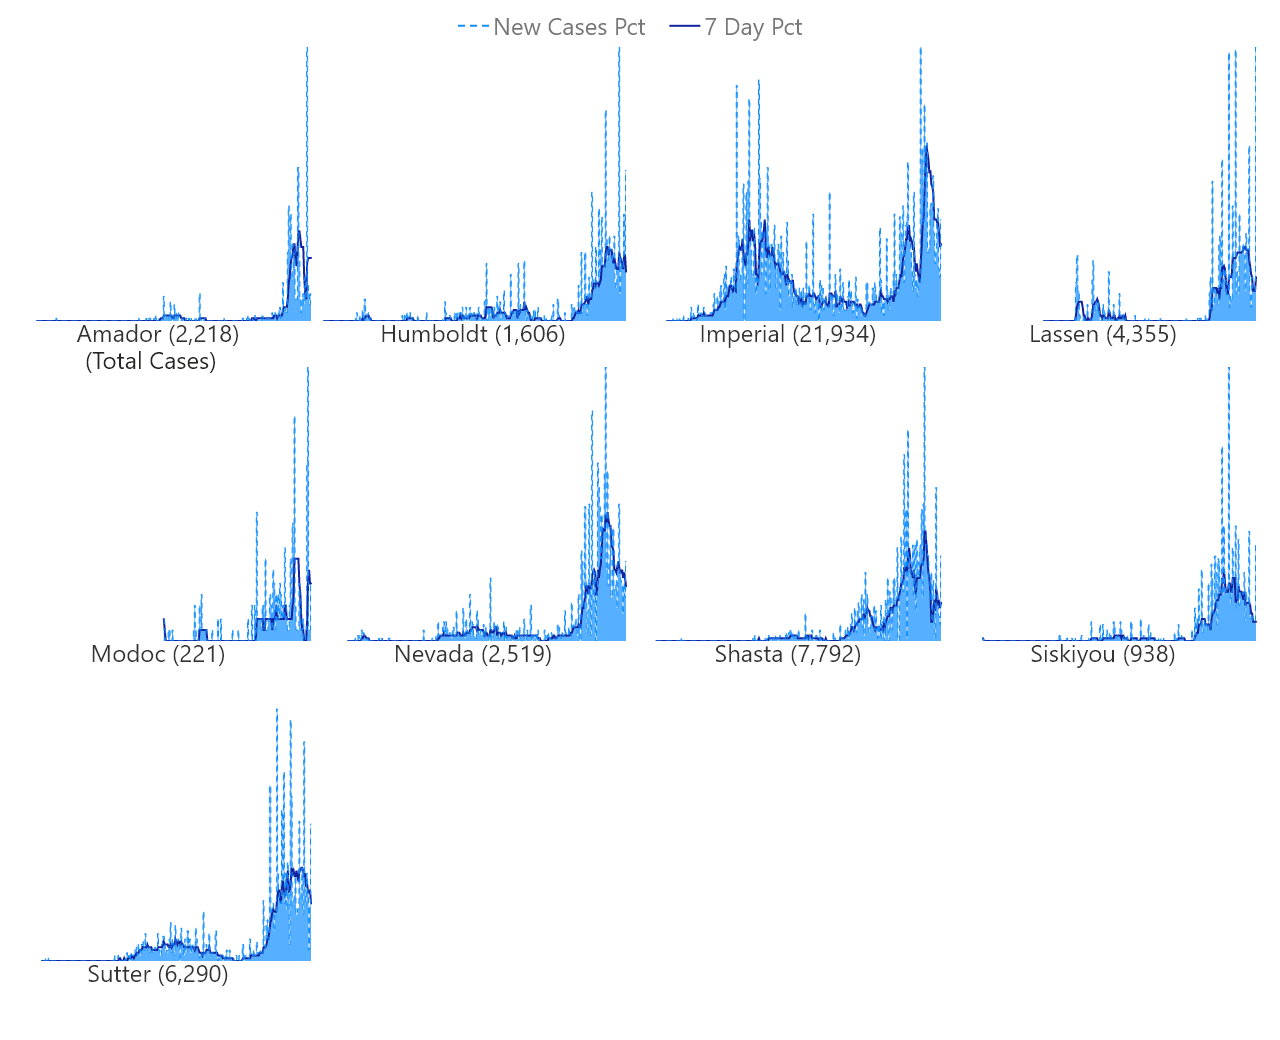 New Cases Pct 7 Day Pct
Amador (2,218) Humboldt (1,606) Imperial (21,934) Lassen (4,355)
(Total Cases)
Modoc (221) Nevada (2,519) Shasta (7,792) Siskiyou (938)
Sutter (6,290)